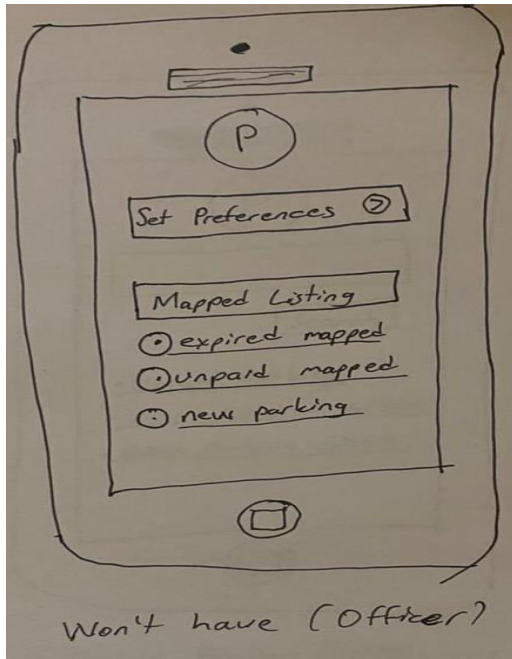 P
Set Preferences >
Mapped Listing
expired mapped
unpaid mapped
new parking
Won't have (Officer)